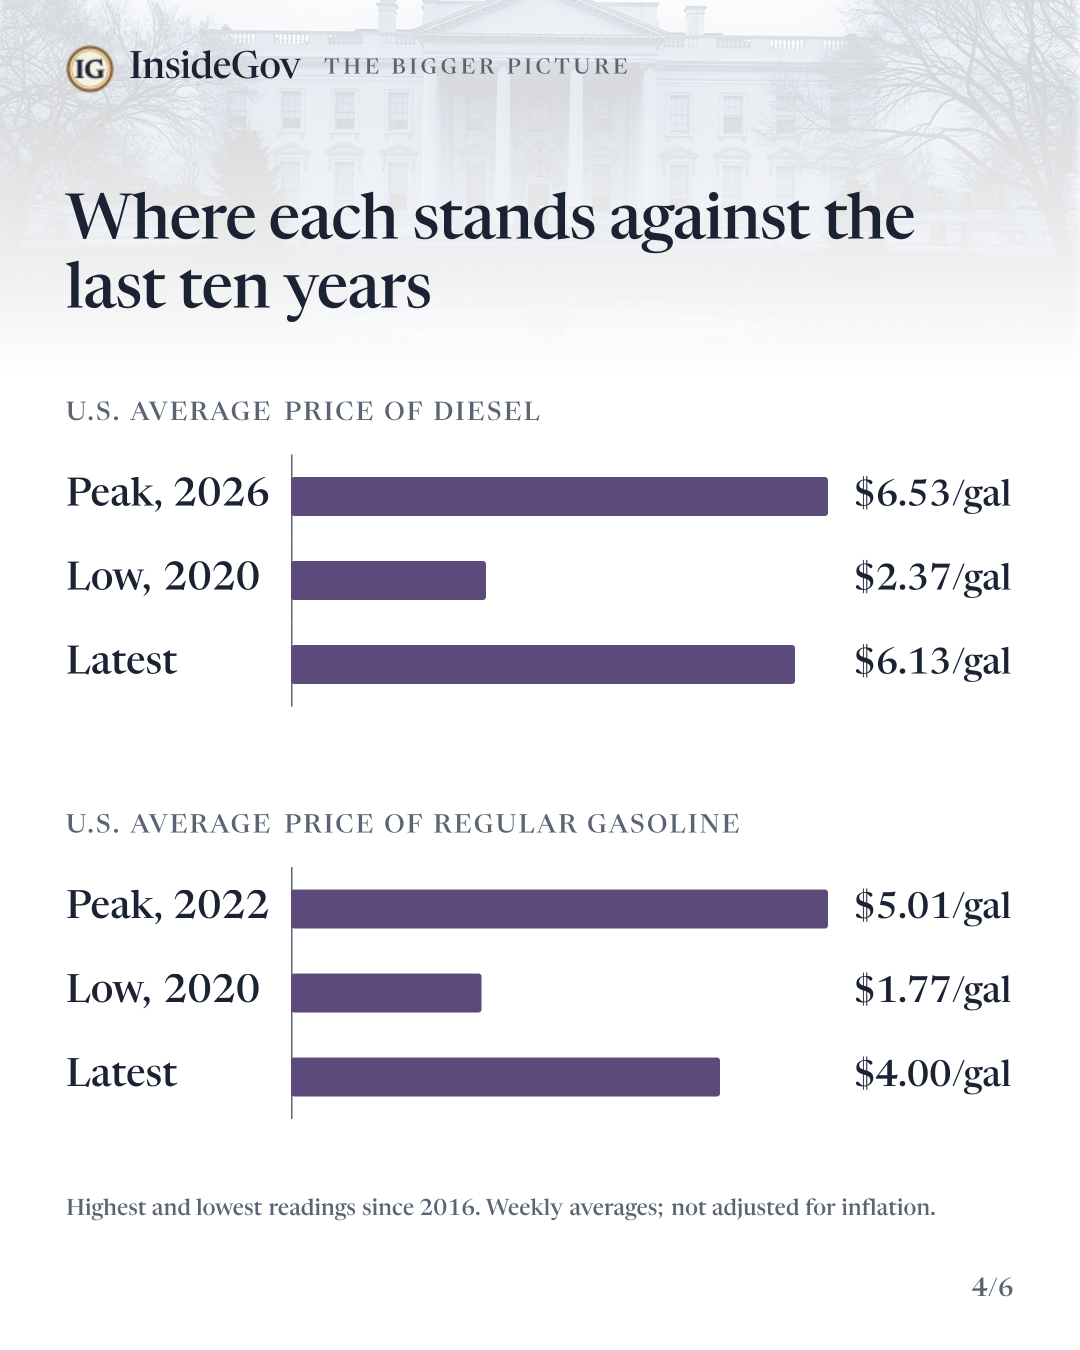 IG InsideGov THE BIGGER PICTURE
Where each stands against the
last ten years
U.S. AVERAGE PRICE OF DIESEL
Peak, 2026 $6.53/gal
Low, 2020 $2.37/gal
Latest $6.13/gal
U.S. AVERAGE PRICE OF REGULAR GASOLINE
Peak, 2022 $5.01/gal
Low, 2020 $1.77/gal
Latest $4.00/gal
Highest and lowest readings since 2016. Weekly averages; not adjusted for inflation.
4/6